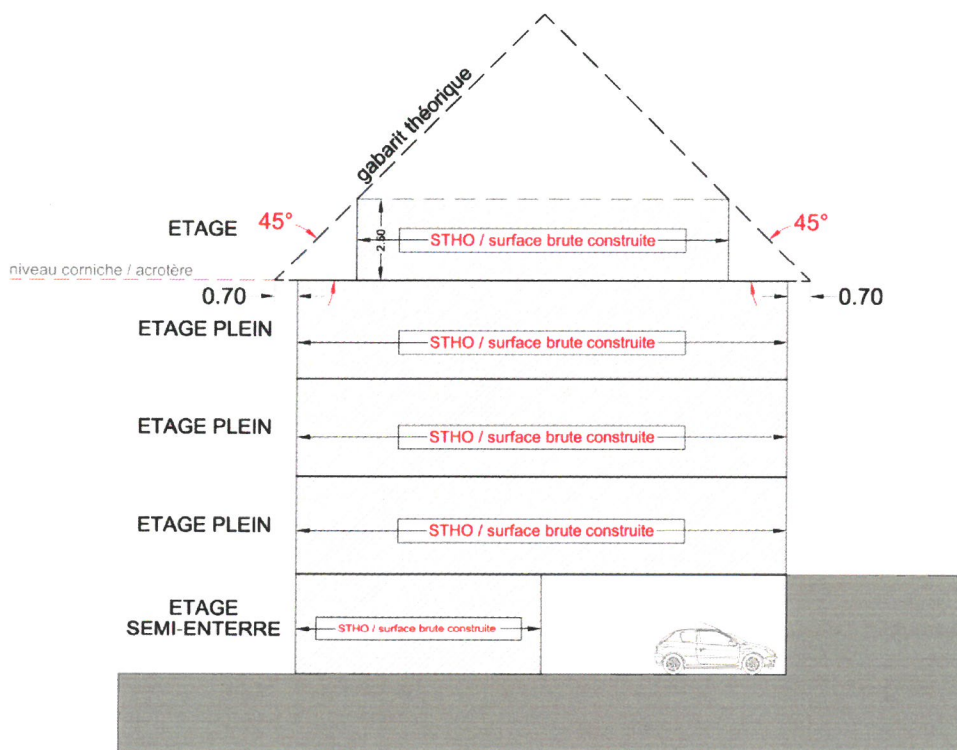 gabarit théorique
45°
45°
ETAGE
2.50
STHO / surface brute construite
niveau corniche / acrotère
0.70
0.70
ETAGE PLEIN
STHO / surface brute construite
ETAGE PLEIN
STHO / surface brute construite
ETAGE PLEIN
STHO / surface brute construite
ETAGE
SEMI-ENTERRE
STHO / surface brute construite